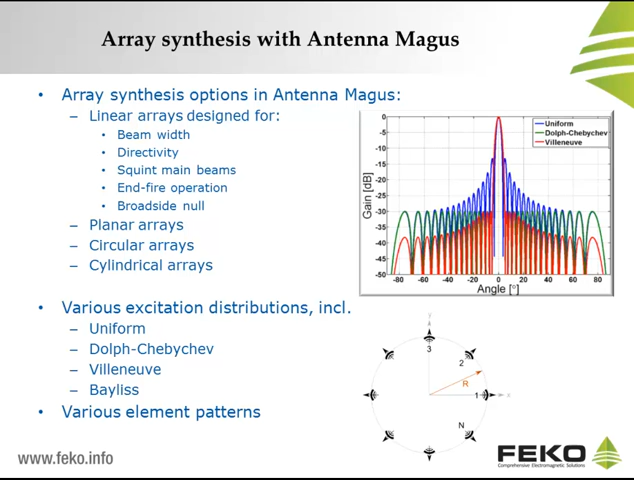 Array synthesis with Antenna Magus
• Array synthesis options in Antenna Magus:
– Linear arrays designed for:
• Beam width
• Directivity
• Squint main beams
• End-fire operation
• Broadside null
– Planar arrays
– Circular arrays
– Cylindrical arrays
• Various excitation distributions, incl.
– Uniform
– Dolph-Chebychev
– Villeneuve
– Bayliss
• Various element patterns
Uniform
Dolph-Chebychev
Villeneuve
Gain [dB]
0
-5
-10
-15
-20
-25
-30
-35
-40
-45
-50
-80 -60 -40 -20 0 20 40 60 80
Angle [°]
y
3
2
R
1
x
N
www.feko.info
FEKO
Comprehensive Electromagnetic Solutions